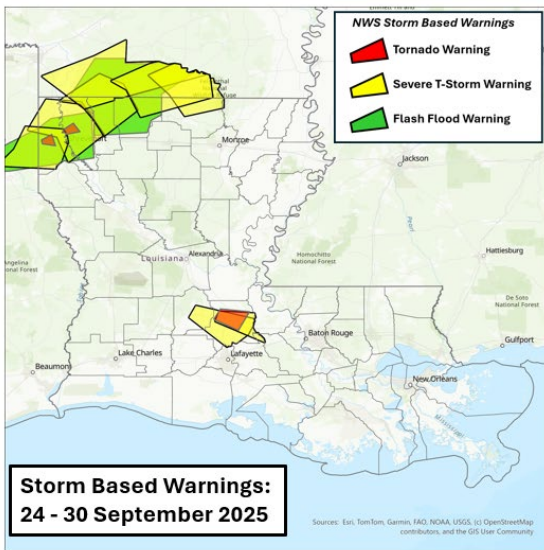 NWS Storm Based Warnings
Tornado Warning
Severe T-Storm Warning
Flash Flood Warning
Monroe
Jackson
Pearl
Hattiesburg
Homochitto
National Forest
Alexandria
Louisiana
Angelina
National Forest
De Soto
National Forest
Baton Rouge
Gulfport
Lake Charles
Lafayette
Beaumont
New Orleans
Mississippi
Storm Based Warnings:
24 - 30 September 2025
Sources: Esri, TomTom, Garmin, FAO, NOAA, USGS, (c) OpenStreetMap
contributors, and the GIS User Community